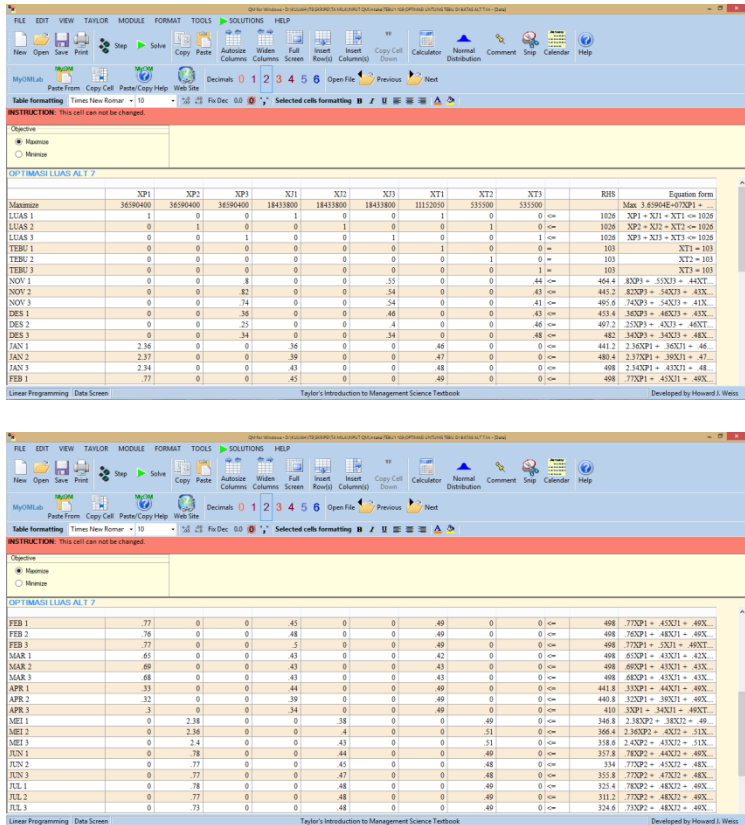 FILE EDIT VIEW TAYLOR MODULE FORMAT TOOLS SOLUTIONS HELP
New Open Save Print Step Solve Copy Paste Autosize Columns Widen Columns Full Screen Insert Row(s) Insert Column(s) Copy Cell Down Calculator Normal Distribution Comment Snip Calendar Help
MyOMLab Paste From Copy Cell Paste/Copy Help Web Site Decimals 0 1 2 3 4 5 6 Open File Previous Next
Table formatting Times New Romar 10 Fix Dec 0.0 0 Selected cells formatting B I U
INSTRUCTION: This cell can not be changed.
Objective
Maximize
Minimize
OPTIMASI LUAS ALT 7
XP1 XP2 XP3 XJ1 XJ2 XJ3 XT1 XT2 XT3 RHS Equation form
Maximize 36590400 36590400 36590400 18433800 18433800 18433800 11152050 535500 535500 Max 3.65904E+07XP1 + ...
LUAS 1 1 0 0 1 0 0 1 0 0 <= 1026 XP1 + XJ1 + XT1 <= 1026
LUAS 2 0 1 0 0 1 0 0 1 0 <= 1026 XP2 + XJ2 + XT2 <= 1026
LUAS 3 0 0 1 0 0 1 0 0 1 <= 1026 XP3 + XJ3 + XT3 <= 1026
TEBU 1 0 0 0 0 0 0 1 0 0 = 103 XT1 = 103
TEBU 2 0 0 0 0 0 0 0 1 0 = 103 XT2 = 103
TEBU 3 0 0 0 0 0 0 0 0 1 = 103 XT3 = 103
NOV 1 0 0 .8 0 0 .55 0 0 .44 <= 464.4 .8XP3 + .55XJ3 + .44XT...
NOV 2 0 0 .82 0 0 .54 0 0 .43 <= 445.2 .82XP3 + .54XJ3 + .43X...
NOV 3 0 0 .74 0 0 .54 0 0 .41 <= 495.6 .74XP3 + .54XJ3 + .41X...
DES 1 0 0 .36 0 0 .46 0 0 .43 <= 453.4 .36XP3 + .46XJ3 + .43X...
DES 2 0 0 .25 0 0 .4 0 0 .46 <= 497.2 .25XP3 + .4XJ3 + .46XT...
DES 3 0 0 .34 0 0 .34 0 0 .48 <= 482 .34XP3 + .34XJ3 + .48X...
JAN 1 2.36 0 0 .36 0 0 .46 0 0 <= 441.2 2.36XP1 + .36XJ1 + .46...
JAN 2 2.37 0 0 .39 0 0 .47 0 0 <= 480.4 2.37XP1 + .39XJ1 + .47...
JAN 3 2.34 0 0 .43 0 0 .48 0 0 <= 498 2.34XP1 + .43XJ1 + .48...
FEB 1 .77 0 0 .45 0 0 .49 0 0 <= 498 .77XP1 + .45XJ1 + .49X...
Linear Programming Data Screen Taylor's Introduction to Management Science Textbook Developed by Howard J. Weiss
FILE EDIT VIEW TAYLOR MODULE FORMAT TOOLS SOLUTIONS HELP
New Open Save Print Step Solve Copy Paste Autosize Columns Widen Columns Full Screen Insert Row(s) Insert Column(s) Copy Cell Down Calculator Normal Distribution Comment Snip Calendar Help
MyOMLab Paste From Copy Cell Paste/Copy Help Web Site Decimals 0 1 2 3 4 5 6 Open File Previous Next
Table formatting Times New Romar 10 Fix Dec 0.0 0 Selected cells formatting B I U
INSTRUCTION: This cell can not be changed.
Objective
Maximize
Minimize
OPTIMASI LUAS ALT 7
FEB 1 .77 0 0 .45 0 0 .49 0 0 <= 498 .77XP1 + .45XJ1 + .49X...
FEB 2 .76 0 0 .48 0 0 .49 0 0 <= 498 .76XP1 + .48XJ1 + .49X...
FEB 3 .77 0 0 .5 0 0 .49 0 0 <= 498 .77XP1 + .5XJ1 + .49XT...
MAR 1 .65 0 0 .43 0 0 .42 0 0 <= 498 .65XP1 + .43XJ1 + .42X...
MAR 2 .69 0 0 .43 0 0 .43 0 0 <= 498 .69XP1 + .43XJ1 + .43X...
MAR 3 .68 0 0 .43 0 0 .43 0 0 <= 498 .68XP1 + .43XJ1 + .43X...
APR 1 .33 0 0 .44 0 0 .49 0 0 <= 441.8 .33XP1 + .44XJ1 + .49X...
APR 2 .32 0 0 .39 0 0 .49 0 0 <= 440.8 .32XP1 + .39XJ1 + .49X...
APR 3 .3 0 0 .34 0 0 .49 0 0 <= 410 .3XP1 + .34XJ1 + .49XT...
MEI 1 0 2.38 0 0 .38 0 0 .49 0 <= 346.8 2.38XP2 + .38XJ2 + .49...
MEI 2 0 2.36 0 0 .4 0 0 .51 0 <= 366.4 2.36XP2 + .4XJ2 + .51X...
MEI 3 0 2.4 0 0 .43 0 0 .51 0 <= 358.6 2.4XP2 + .43XJ2 + .51X...
JUN 1 0 .78 0 0 .44 0 0 .49 0 <= 357.8 .78XP2 + .44XJ2 + .49X...
JUN 2 0 .77 0 0 .45 0 0 .48 0 <= 334 .77XP2 + .45XJ2 + .48X...
JUN 3 0 .77 0 0 .47 0 0 .48 0 <= 355.8 .77XP2 + .47XJ2 + .48X...
JUL 1 0 .78 0 0 .48 0 0 .49 0 <= 325.4 .78XP2 + .48XJ2 + .49X...
JUL 2 0 .77 0 0 .48 0 0 .49 0 <= 311.2 .77XP2 + .48XJ2 + .49X...
JUL 3 0 .73 0 0 .48 0 0 .49 0 <= 324.6 .73XP2 + .48XJ2 + .49X...
Linear Programming Data Screen Taylor's Introduction to Management Science Textbook Developed by Howard J. Weiss